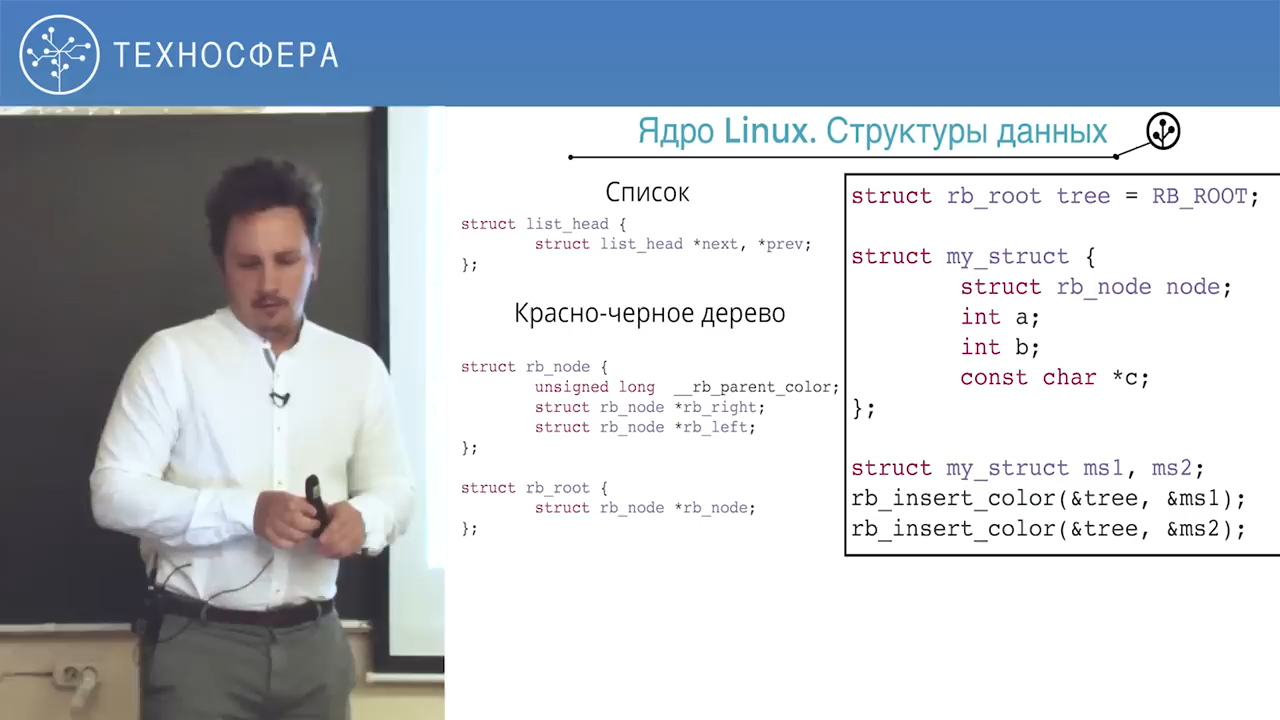 ТЕХНОСФЕРА
Ядро Linux. Структуры данных
Список
struct list_head {
struct list_head *next, *prev;
};
Красно-черное дерево
struct rb_node {
unsigned long __rb_parent_color;
struct rb_node *rb_right;
struct rb_node *rb_left;
};
struct rb_root {
struct rb_node *rb_node;
};
struct rb_root tree = RB_ROOT;
struct my_struct {
struct rb_node node;
int a;
int b;
const char *c;
};
struct my_struct ms1, ms2;
rb_insert_color(&tree, &ms1);
rb_insert_color(&tree, &ms2);